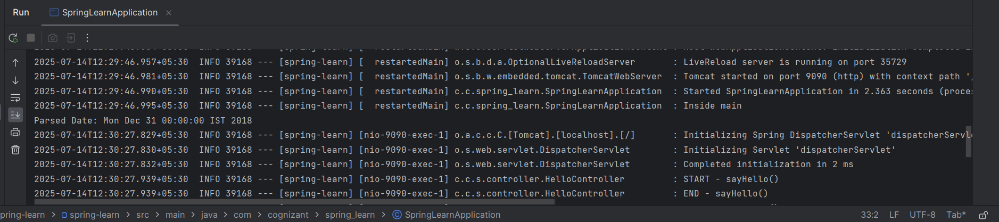 Run SpringLearnApplication ×
2025-07-14T12:29:46.957+05:30  INFO 39168 --- [spring-learn] [  restartedMain] o.s.b.d.a.OptionalLiveReloadServer       : LiveReload server is running on port 35729
2025-07-14T12:29:46.981+05:30  INFO 39168 --- [spring-learn] [  restartedMain] o.s.b.w.embedded.tomcat.TomcatWebServer  : Tomcat started on port 9090 (http) with context path '/
2025-07-14T12:29:46.990+05:30  INFO 39168 --- [spring-learn] [  restartedMain] c.c.spring_learn.SpringLearnApplication  : Started SpringLearnApplication in 2.363 seconds (proces
2025-07-14T12:29:46.995+05:30  INFO 39168 --- [spring-learn] [  restartedMain] c.c.spring_learn.SpringLearnApplication  : Inside main
Parsed Date: Mon Dec 31 00:00:00 IST 2018
2025-07-14T12:30:27.829+05:30  INFO 39168 --- [spring-learn] [nio-9090-exec-1] o.a.c.c.C.[Tomcat].[localhost].[/]       : Initializing Spring DispatcherServlet 'dispatcherServle
2025-07-14T12:30:27.830+05:30  INFO 39168 --- [spring-learn] [nio-9090-exec-1] o.s.web.servlet.DispatcherServlet        : Initializing Servlet 'dispatcherServlet'
2025-07-14T12:30:27.832+05:30  INFO 39168 --- [spring-learn] [nio-9090-exec-1] o.s.web.servlet.DispatcherServlet        : Completed initialization in 2 ms
2025-07-14T12:30:27.939+05:30  INFO 39168 --- [spring-learn] [nio-9090-exec-1] c.c.s.controller.HelloController         : START - sayHello()
2025-07-14T12:30:27.939+05:30  INFO 39168 --- [spring-learn] [nio-9090-exec-1] c.c.s.controller.HelloController         : END - sayHello()
pring-learn > spring-learn > src > main > java > com > cognizant > spring_learn > SpringLearnApplication 33:2 LF UTF-8 Tab*